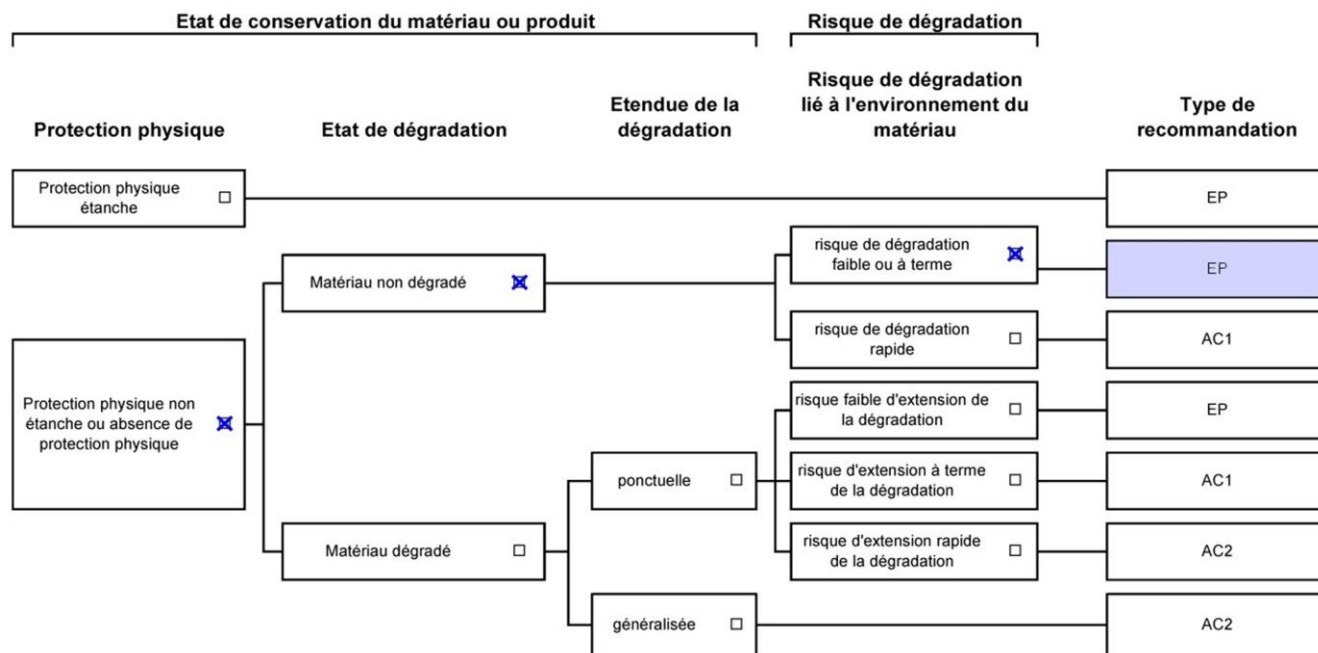 Etat de conservation du matériau ou produit
Risque de dégradation
Protection physique
Etat de dégradation
Etendue de la
dégradation
Risque de dégradation
lié à l'environnement du
matériau
Type de
recommandation
Protection physique
étanche
EP
risque de dégradation
faible ou à terme
EP
Matériau non dégradé
risque de dégradation
rapide
AC1
Protection physique non
étanche ou absence de
protection physique
risque faible d'extension de
la dégradation
EP
ponctuelle
risque d'extension à terme
de la dégradation
AC1
Matériau dégradé
risque d'extension rapide
de la dégradation
AC2
généralisée
AC2